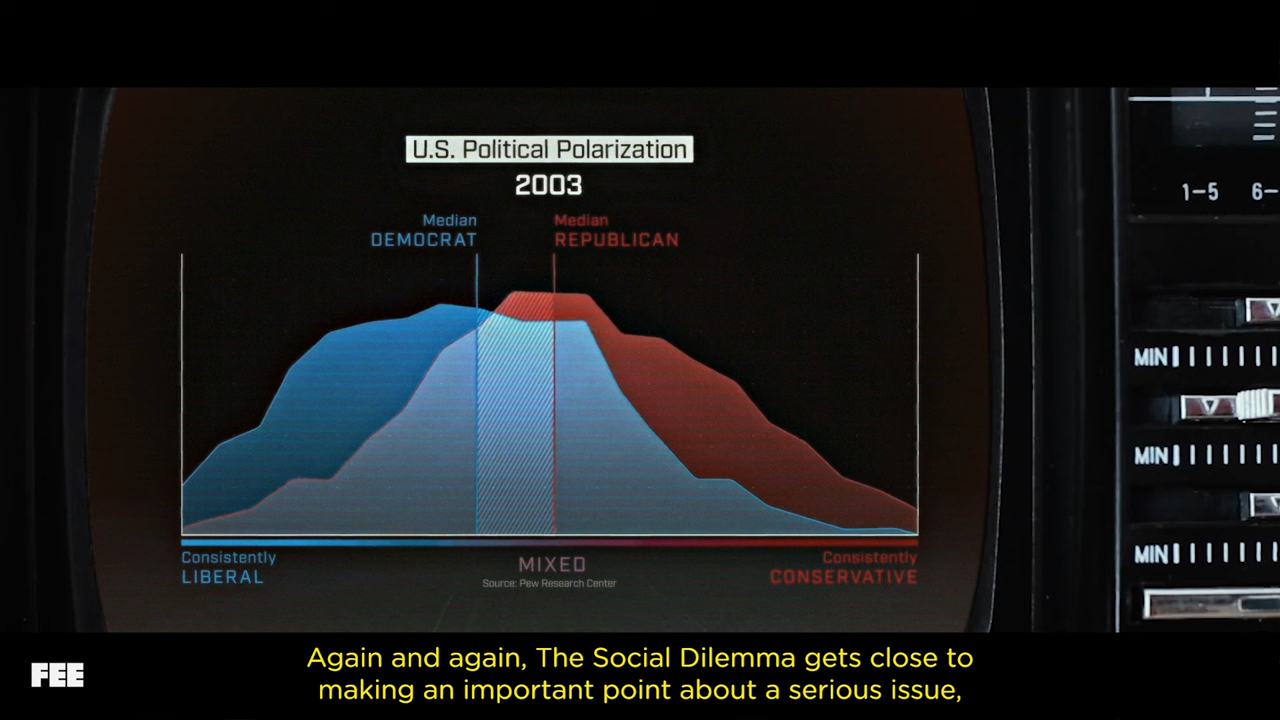 U.S. Political Polarization
2003
Median
DEMOCRAT
Median
REPUBLICAN
Consistently
LIBERAL
MIXED
Source: Pew Research Center
Consistently
CONSERVATIVE
1–5 6–
MIN
MIN
MIN
FEE
Again and again, The Social Dilemma gets close to
making an important point about a serious issue,